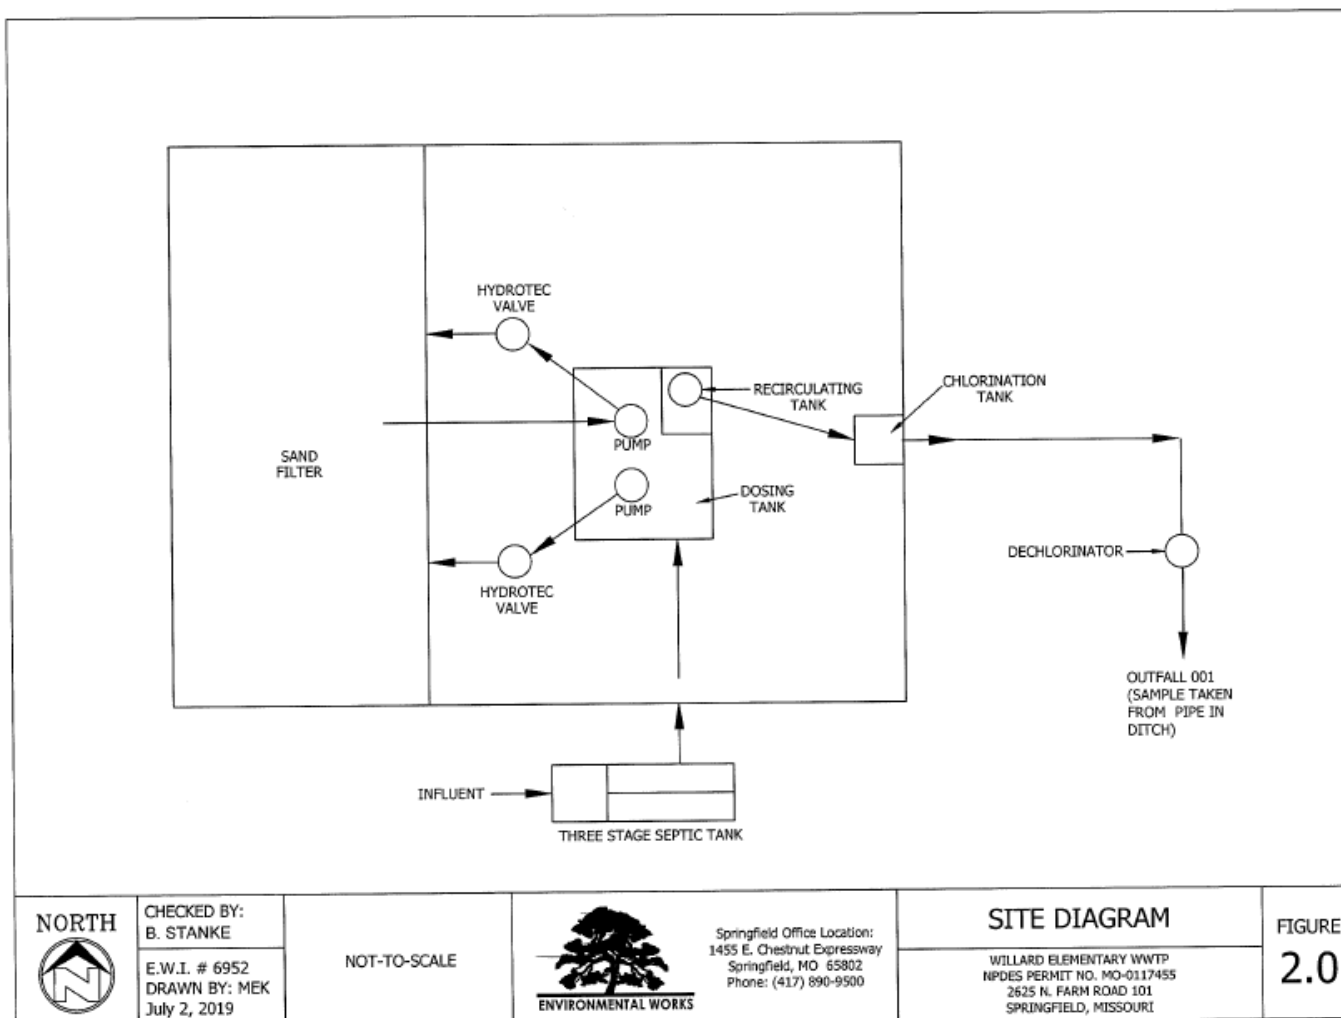 HYDROTEC
VALVE
RECIRCULATING
TANK
CHLORINATION
TANK
PUMP
SAND
FILTER
DOSING
TANK
PUMP
DECHLORINATOR
HYDROTEC
VALVE
OUTFALL 001
(SAMPLE TAKEN
FROM PIPE IN
DITCH)
INFLUENT
THREE STAGE SEPTIC TANK
NORTH
N
CHECKED BY:
B. STANKE
E.W.I. # 6952
DRAWN BY: MEK
July 2, 2019
NOT-TO-SCALE
ENVIRONMENTAL WORKS
Springfield Office Location:
1455 E. Chestnut Expressway
Springfield, MO 65802
Phone: (417) 890-9500
SITE DIAGRAM
WILLARD ELEMENTARY WWTP
NPDES PERMIT NO. MO-0117455
2625 N. FARM ROAD 101
SPRINGFIELD, MISSOURI
FIGURE
2.0